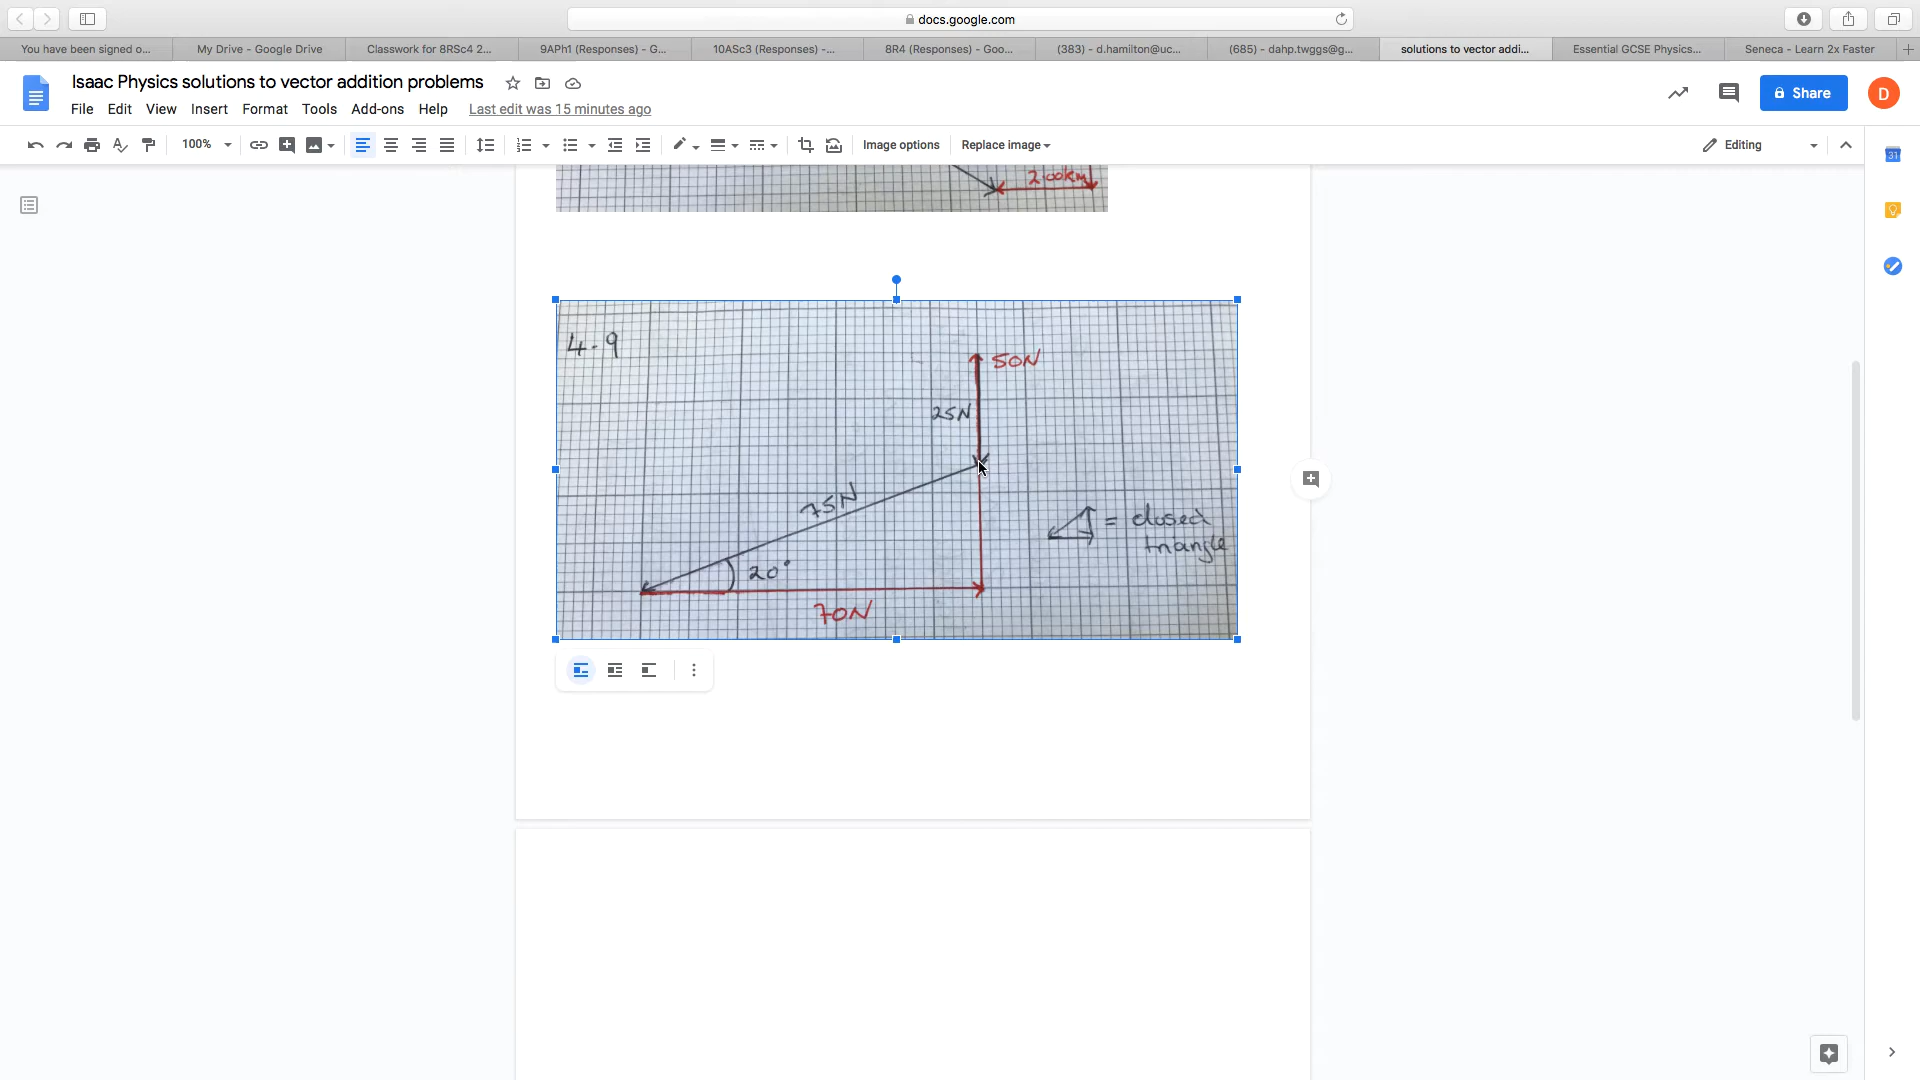 docs.google.com
You have been signed o...
My Drive - Google Drive
Classwork for 8RSc4 2...
9APh1 (Responses) - G...
10ASc3 (Responses) -...
8R4 (Responses) - Goo...
(383) - d.hamilton@uc...
(685) - dahp.twggs@g...
solutions to vector addi...
Essential GCSE Physics...
Seneca - Learn 2x Faster
Isaac Physics solutions to vector addition problems
File Edit View Insert Format Tools Add-ons Help Last edit was 15 minutes ago
Share
D
100%
Image options
Replace image
Editing
31
2.00km
4.9
50N
25N
75N
= closed
triangle
20°
70N